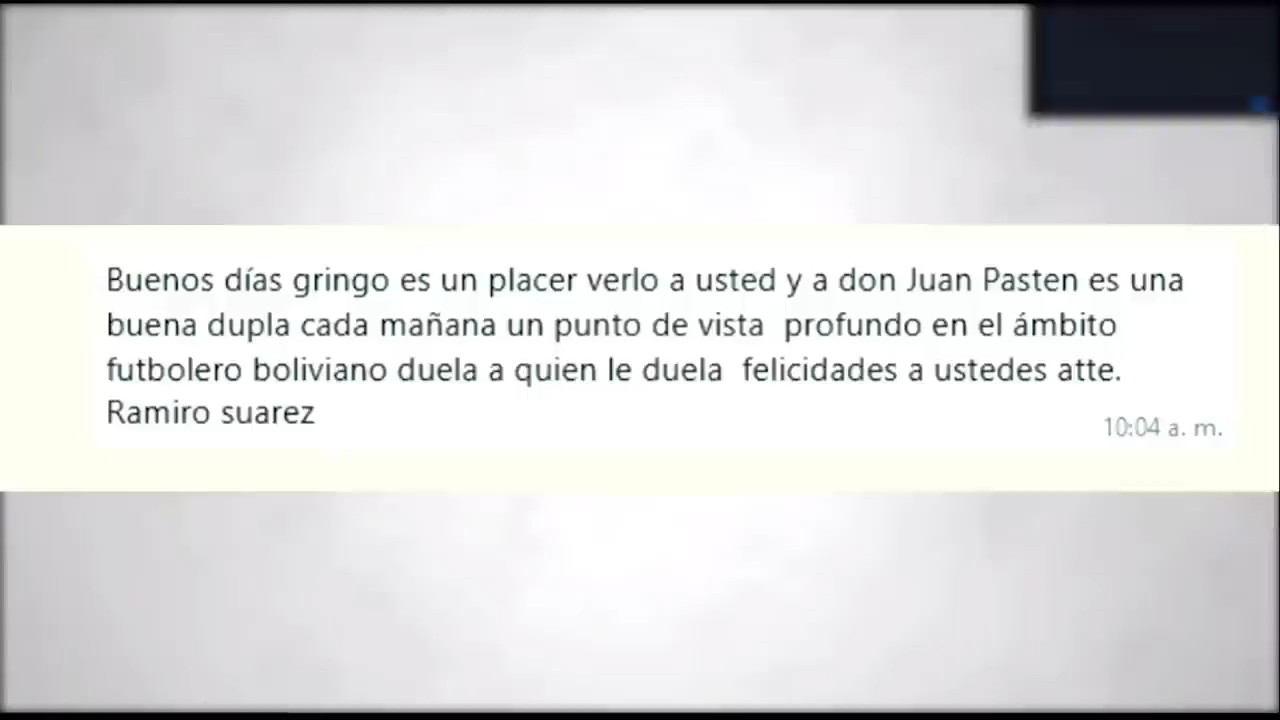 Buenos días gringo es un placer verlo a usted y a don Juan Pasten es una
buena dupla cada mañana un punto de vista  profundo en el ámbito
futbolero boliviano duela a quien le duela  felicidades a ustedes atte.
Ramiro suarez
10:04 a. m.